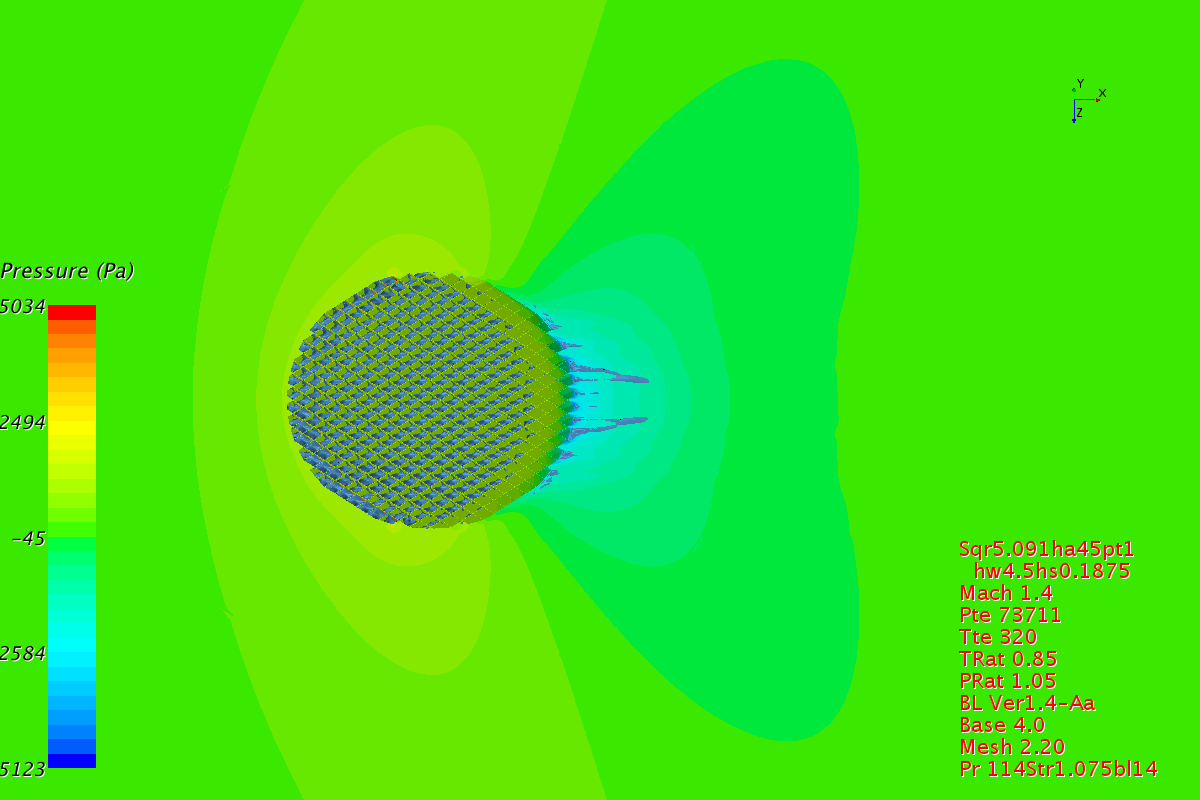 Y
X
Z
Pressure (Pa)
5034
2494
-45
2584
5123
Sqr5.091ha45pt1
hw4.5hs0.1875
Mach 1.4
Pte 73711
Tte 320
TRat 0.85
PRat 1.05
BL Ver1.4-Aa
Base 4.0
Mesh 2.20
Pr 114Str1.075bl14